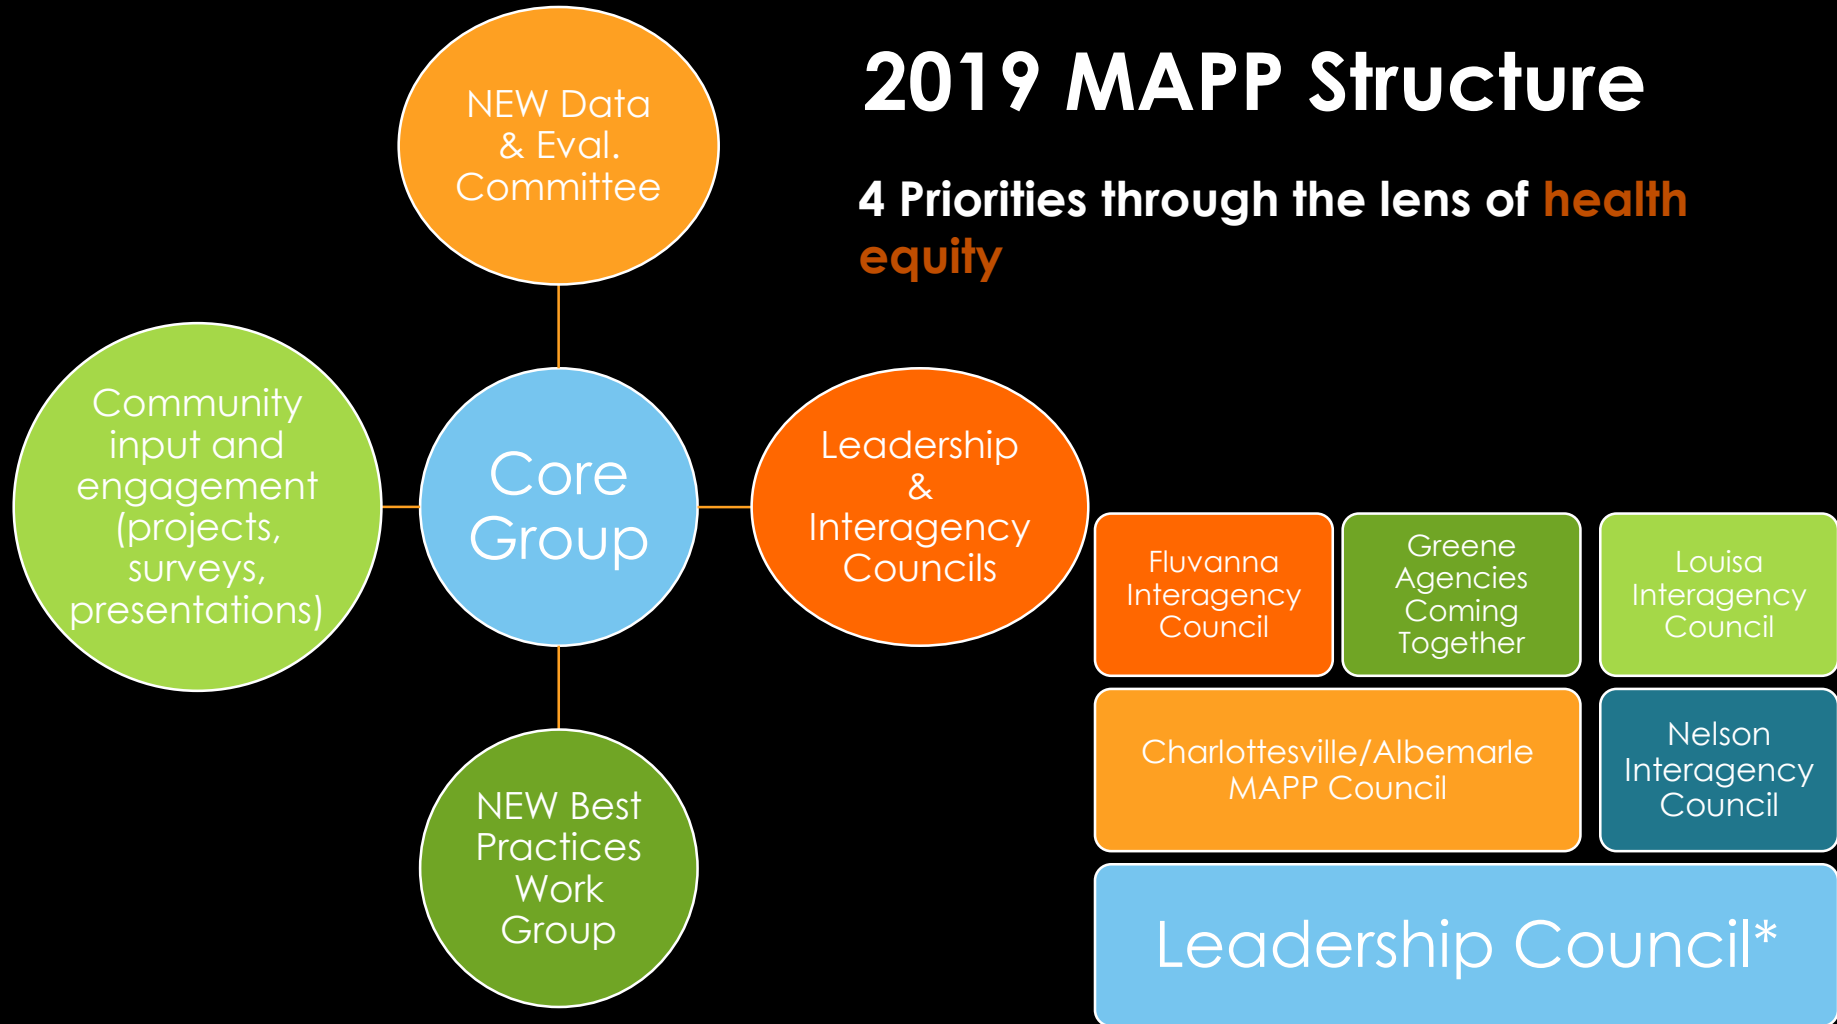 2019 MAPP Structure
4 Priorities through the lens of health
equity
NEW Data
& Eval.
Committee
Community
input and
engagement
(projects,
surveys,
presentations)
Core
Group
Leadership
&
Interagency
Councils
NEW Best
Practices
Work
Group
Fluvanna
Interagency
Council
Greene
Agencies
Coming
Together
Louisa
Interagency
Council
Charlottesville/Albemarle
MAPP Council
Nelson
Interagency
Council
Leadership Council*